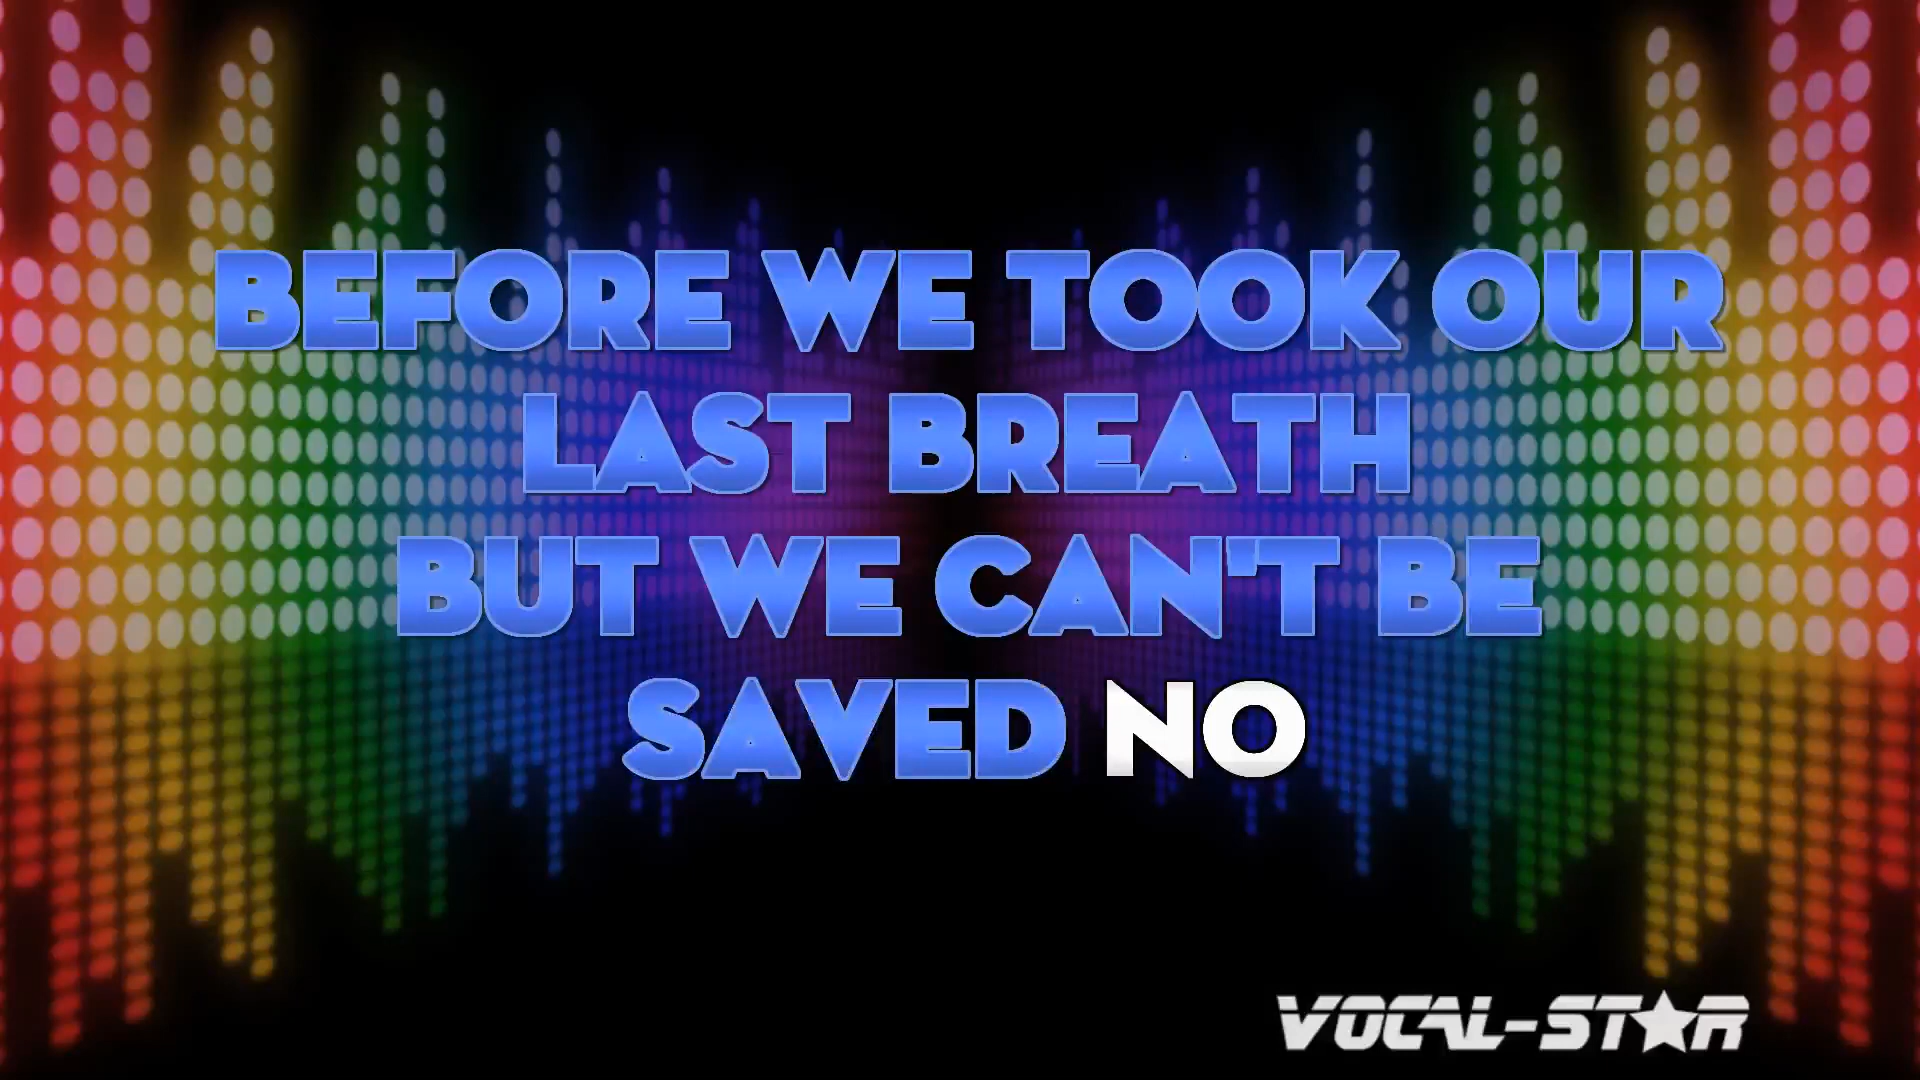 BEFORE WE TOOK OUR
LAST BREATH
BUT WE CAN'T BE
SAVED NO
VOCAL-STAR